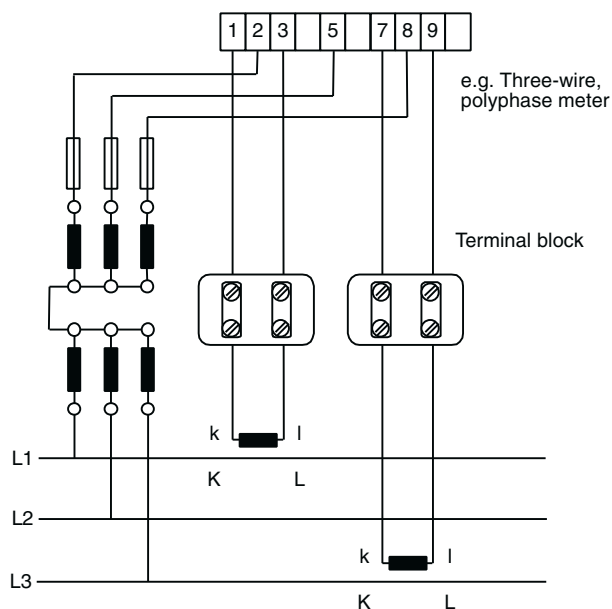 1 2 3 5 7 8 9
e.g. Three-wire,
polyphase meter
Terminal block
k l
L1
K L
L2
k l
L3
K L